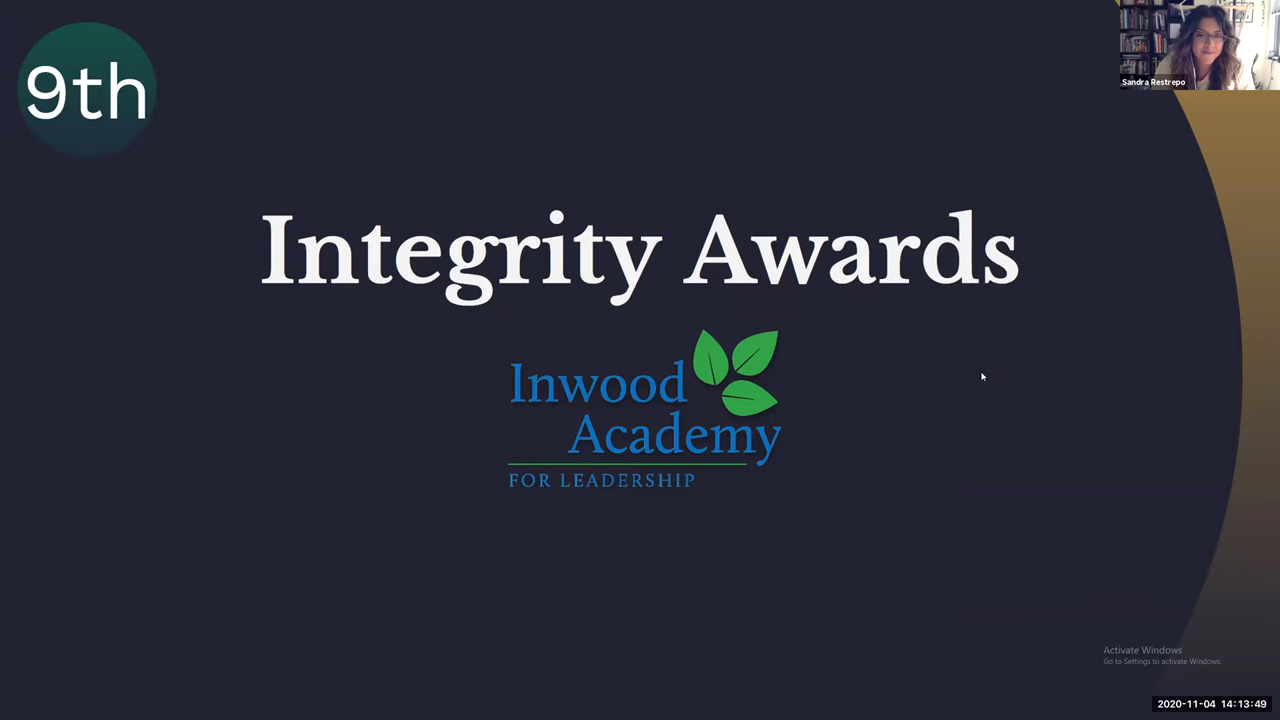 9th
Sandra Restrepo
Integrity Awards
Inwood
Academy
FOR LEADERSHIP
Activate Windows
Go to Settings to activate Windows.
2020-11-04 14:13:49